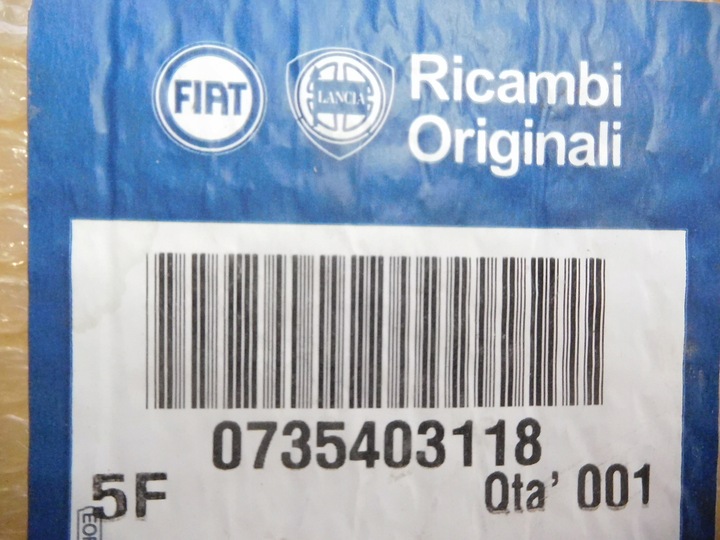 FIAT
LANCIA
Ricambi
Originali
0735403118
5F
Qta' 001